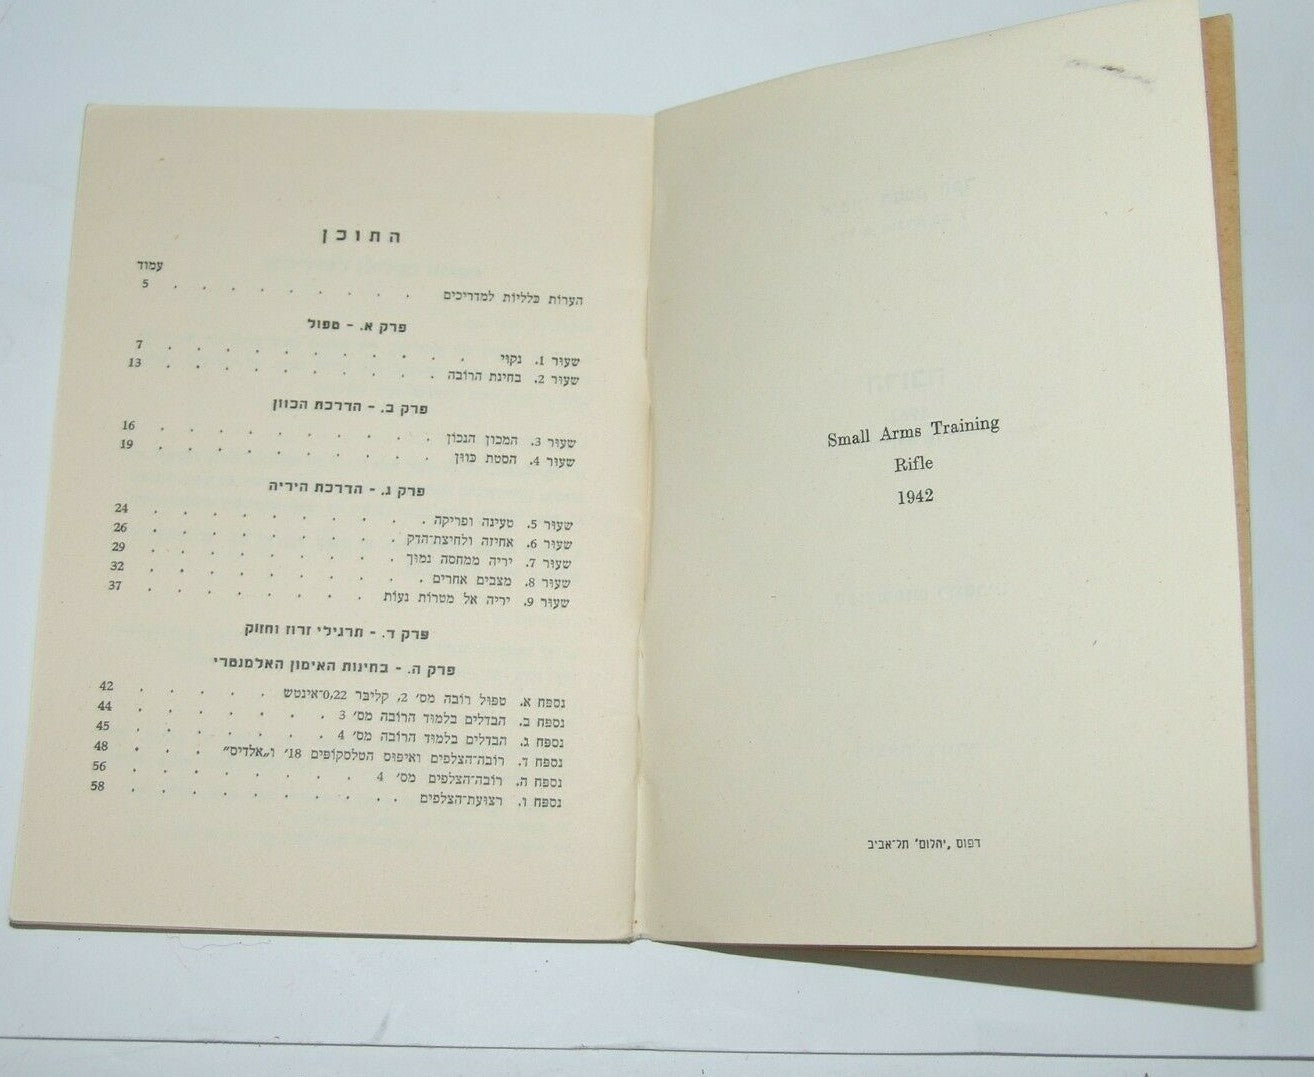 Small Arms Training
Rifle
1942
דפוס ,יהלום' תל־אביב
התוכן
עמוד
הערות כלליות למדריכים . . . . . . . . . 5
פרק א. - טפול
שעור 1. נקוי . . . . . . . . . . . 7
שעור 2. בחינת הרובה . . . . . . . . . . 13
פרק ב. - הדרכת הכוון
שעור 3. המכון הנכון . . . . . . . . . . 16
שעור 4. הסטת כוון . . . . . . . . . . 19
פרק ג. - הדרכת היריה
שעור 5. טעינה ופריקה . . . . . . . . . . 24
שעור 6. אחיזה ולחיצת־הדק . . . . . . . . . 26
שעור 7. יריה ממחסה נמוך . . . . . . . . . 29
שעור 8. מצבים אחרים . . . . . . . . . . 32
שעור 9. יריה אל מטרות נעות . . . . . . . . 37
פרק ד. - תרגילי זרוז וחזוק
פרק ה. - בחינות האימון האלמנטרי
נספח א. טפול רובה מס' 2, קליבר 0,22־אינטש . . . . . 42
נספח ב. הבדלים בלמוד הרובה מס' 3 . . . . . . . 44
נספח ג. הבדלים בלמוד הרובה מס' 4 . . . . . . . 45
נספח ד. רובה־הצלפים ואיפוס הטלסקופים 18' ו„אלדיס" . . . 48
נספח ה. רובה־הצלפים מס' 4 . . . . . . . . 56
נספח ו. רצועת־הצלפים . . . . . . . . . . 58